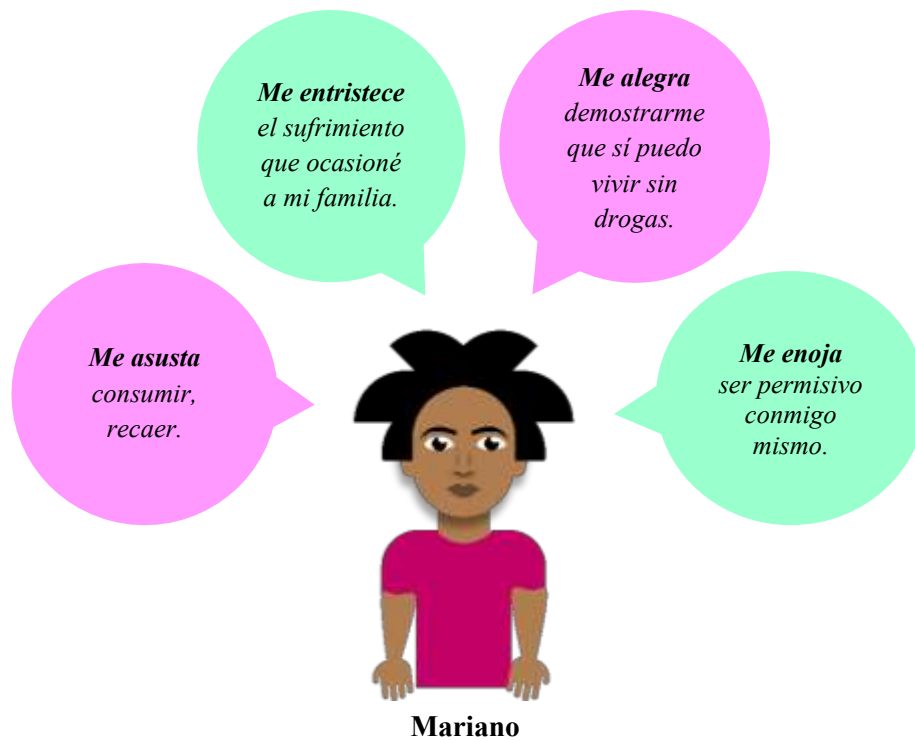 Me entristece
el sufrimiento
que ocasioné
a mi familia.
Me alegra
demostrarme
que sí puedo
vivir sin
drogas.
Me asusta
consumir,
recaer.
Me enoja
ser permisivo
conmigo
mismo.
Mariano